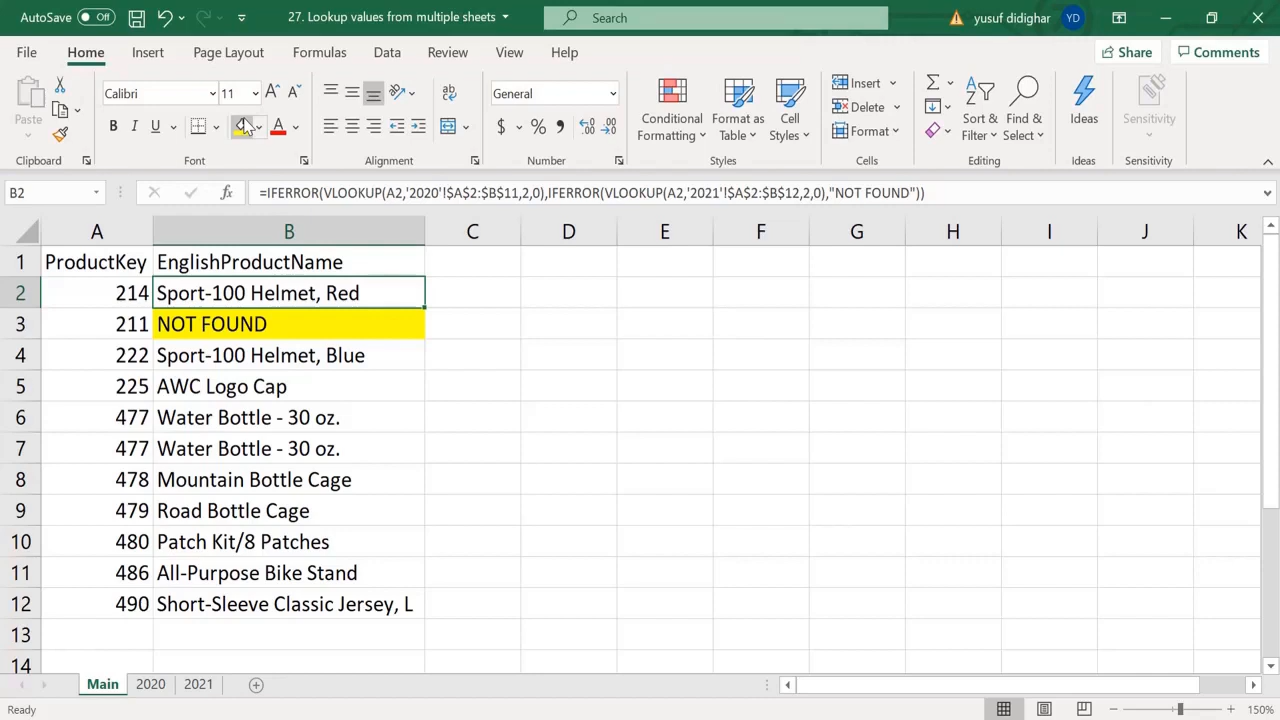 AutoSave Off 27. Lookup values from multiple sheets Search yusuf didighar YD
File Home Insert Page Layout Formulas Data Review View Help Share Comments
Paste Calibri 11 A A ab General Conditional Formatting Format as Table Cell Styles Insert Delete Format Sort & Filter Find & Select Ideas Sensitivity
B I U A $ % ,
Clipboard Font Alignment Number Styles Cells Editing Ideas Sensitivity
B2 fx =IFERROR(VLOOKUP(A2,'2020'!$A$2:$B$11,2,0),IFERROR(VLOOKUP(A2,'2021'!$A$2:$B$12,2,0),"NOT FOUND"))
A B C D E F G H I J K
1 ProductKey EnglishProductName
2 214 Sport-100 Helmet, Red
3 211 NOT FOUND
4 222 Sport-100 Helmet, Blue
5 225 AWC Logo Cap
6 477 Water Bottle - 30 oz.
7 477 Water Bottle - 30 oz.
8 478 Mountain Bottle Cage
9 479 Road Bottle Cage
10 480 Patch Kit/8 Patches
11 486 All-Purpose Bike Stand
12 490 Short-Sleeve Classic Jersey, L
13
14
Main 2020 2021
Ready 150%